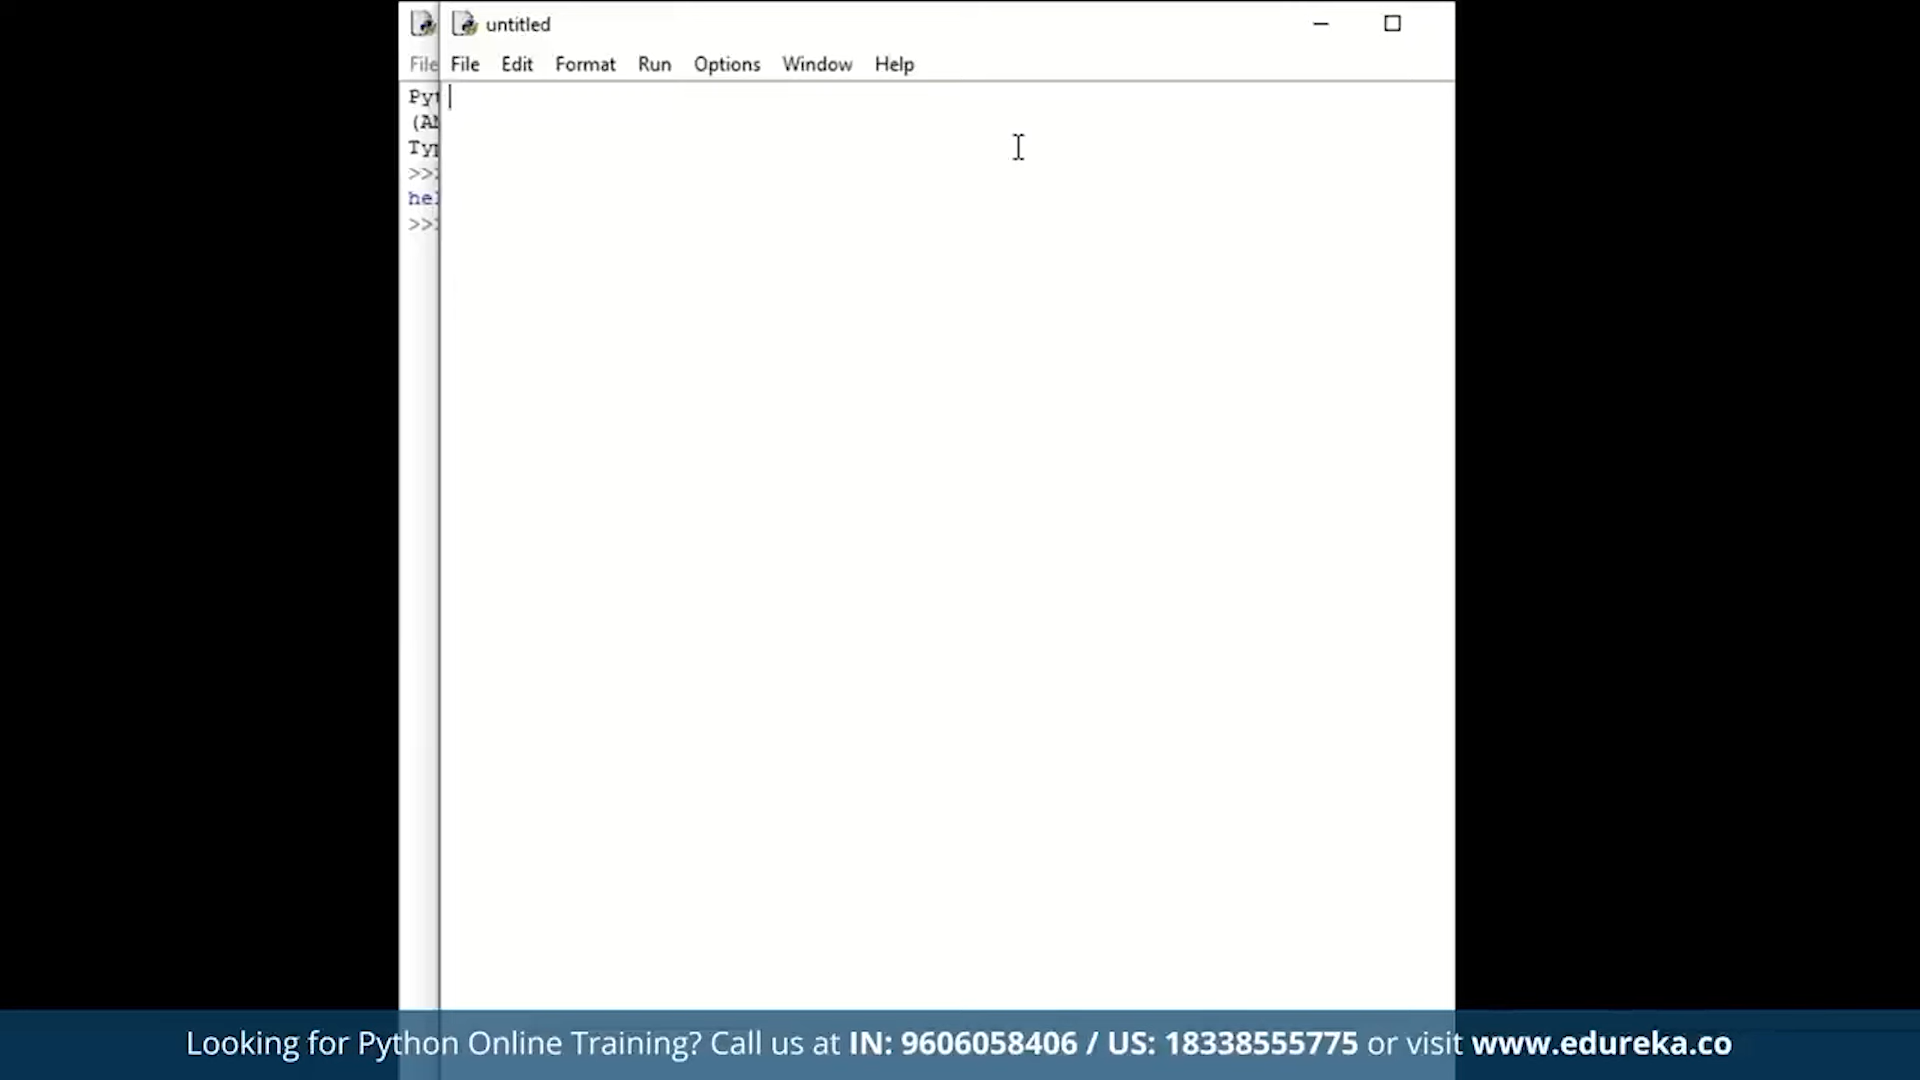 untitled
File
File Edit Format Run Options Window Help
>>
>>
Looking for Python Online Training? Call us at IN: 9606058406 / US: 18338555775 or visit www.edureka.co